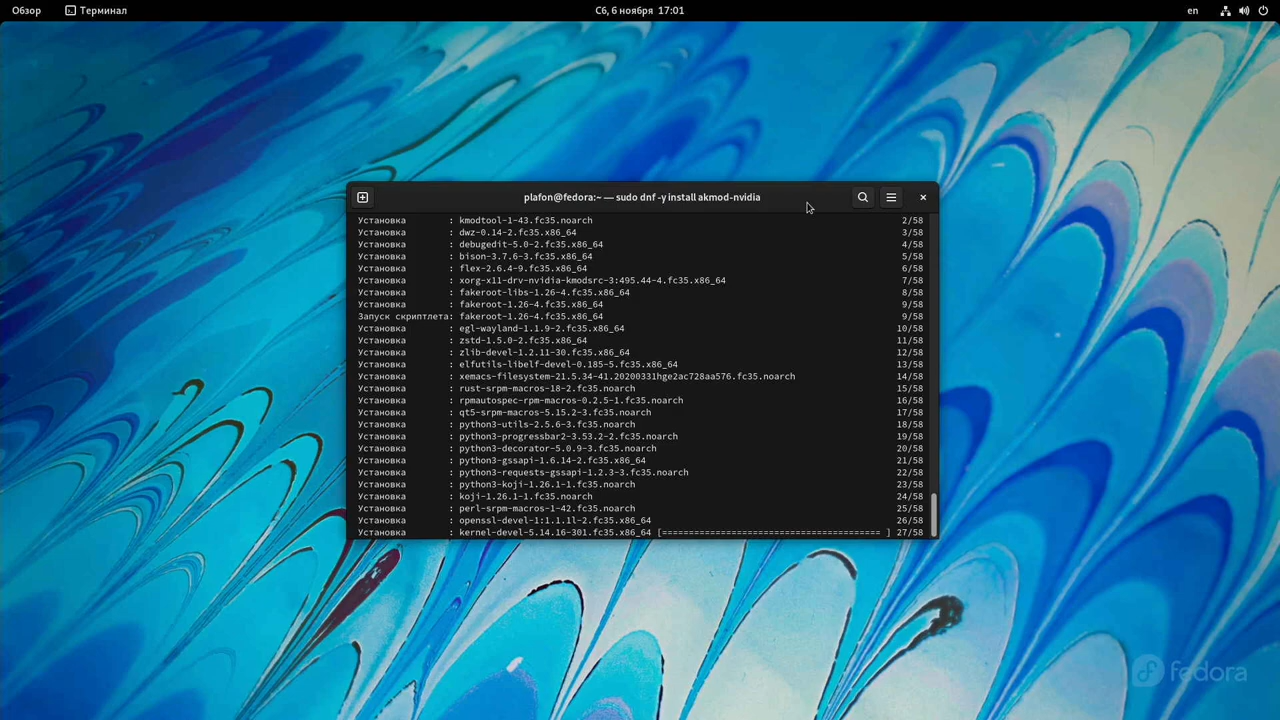 Обзор
Терминал
Сб, 6 ноября 17:01
en
plafon@fedora:~ — sudo dnf -y install akmod-nvidia
Установка : kmodtool-1-43.fc35.noarch 2/58
Установка : dwz-0.14-2.fc35.x86_64 3/58
Установка : debugedit-5.0-2.fc35.x86_64 4/58
Установка : bison-3.7.6-3.fc35.x86_64 5/58
Установка : flex-2.6.4-9.fc35.x86_64 6/58
Установка : xorg-x11-drv-nvidia-kmodsrc-3:495.44-4.fc35.x86_64 7/58
Установка : fakeroot-libs-1.26-4.fc35.x86_64 8/58
Установка : fakeroot-1.26-4.fc35.x86_64 9/58
Запуск скриптлета: fakeroot-1.26-4.fc35.x86_64 9/58
Установка : egl-wayland-1.1.9-2.fc35.x86_64 10/58
Установка : zstd-1.5.0-2.fc35.x86_64 11/58
Установка : zlib-devel-1.2.11-30.fc35.x86_64 12/58
Установка : elfutils-libelf-devel-0.185-5.fc35.x86_64 13/58
Установка : xemacs-filesystem-21.5.34-41.20200331hge2ac728aa576.fc35.noarch 14/58
Установка : rust-srpm-macros-18-2.fc35.noarch 15/58
Установка : rpmautospec-rpm-macros-0.2.5-1.fc35.noarch 16/58
Установка : qt5-srpm-macros-5.15.2-3.fc35.noarch 17/58
Установка : python3-utils-2.5.6-3.fc35.noarch 18/58
Установка : python3-progressbar2-3.53.2-2.fc35.noarch 19/58
Установка : python3-decorator-5.0.9-3.fc35.noarch 20/58
Установка : python3-gssapi-1.6.14-2.fc35.x86_64 21/58
Установка : python3-requests-gssapi-1.2.3-3.fc35.noarch 22/58
Установка : python3-koji-1.26.1-1.fc35.noarch 23/58
Установка : koji-1.26.1-1.fc35.noarch 24/58
Установка : perl-srpm-macros-1-42.fc35.noarch 25/58
Установка : openssl-devel-1:1.1.1l-2.fc35.x86_64 26/58
Установка : kernel-devel-5.14.16-301.fc35.x86_64 [========================================= ] 27/58
fedora